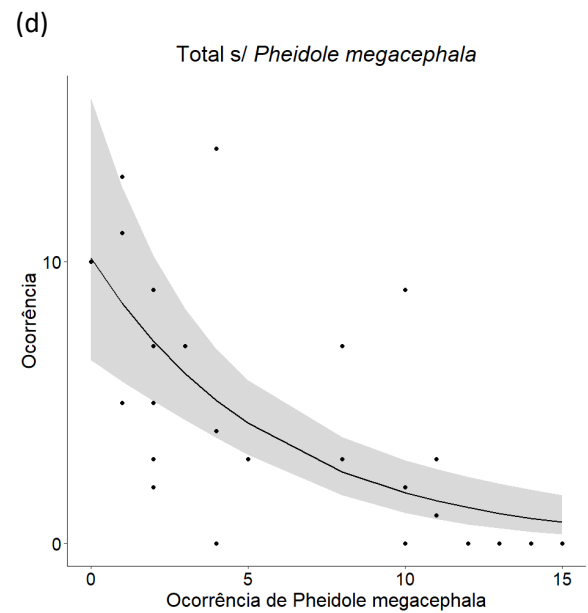 (d)
Total s/ Pheidole megacephala
10
0
Ocorrência
0 5 10 15
Ocorrência de Pheidole megacephala